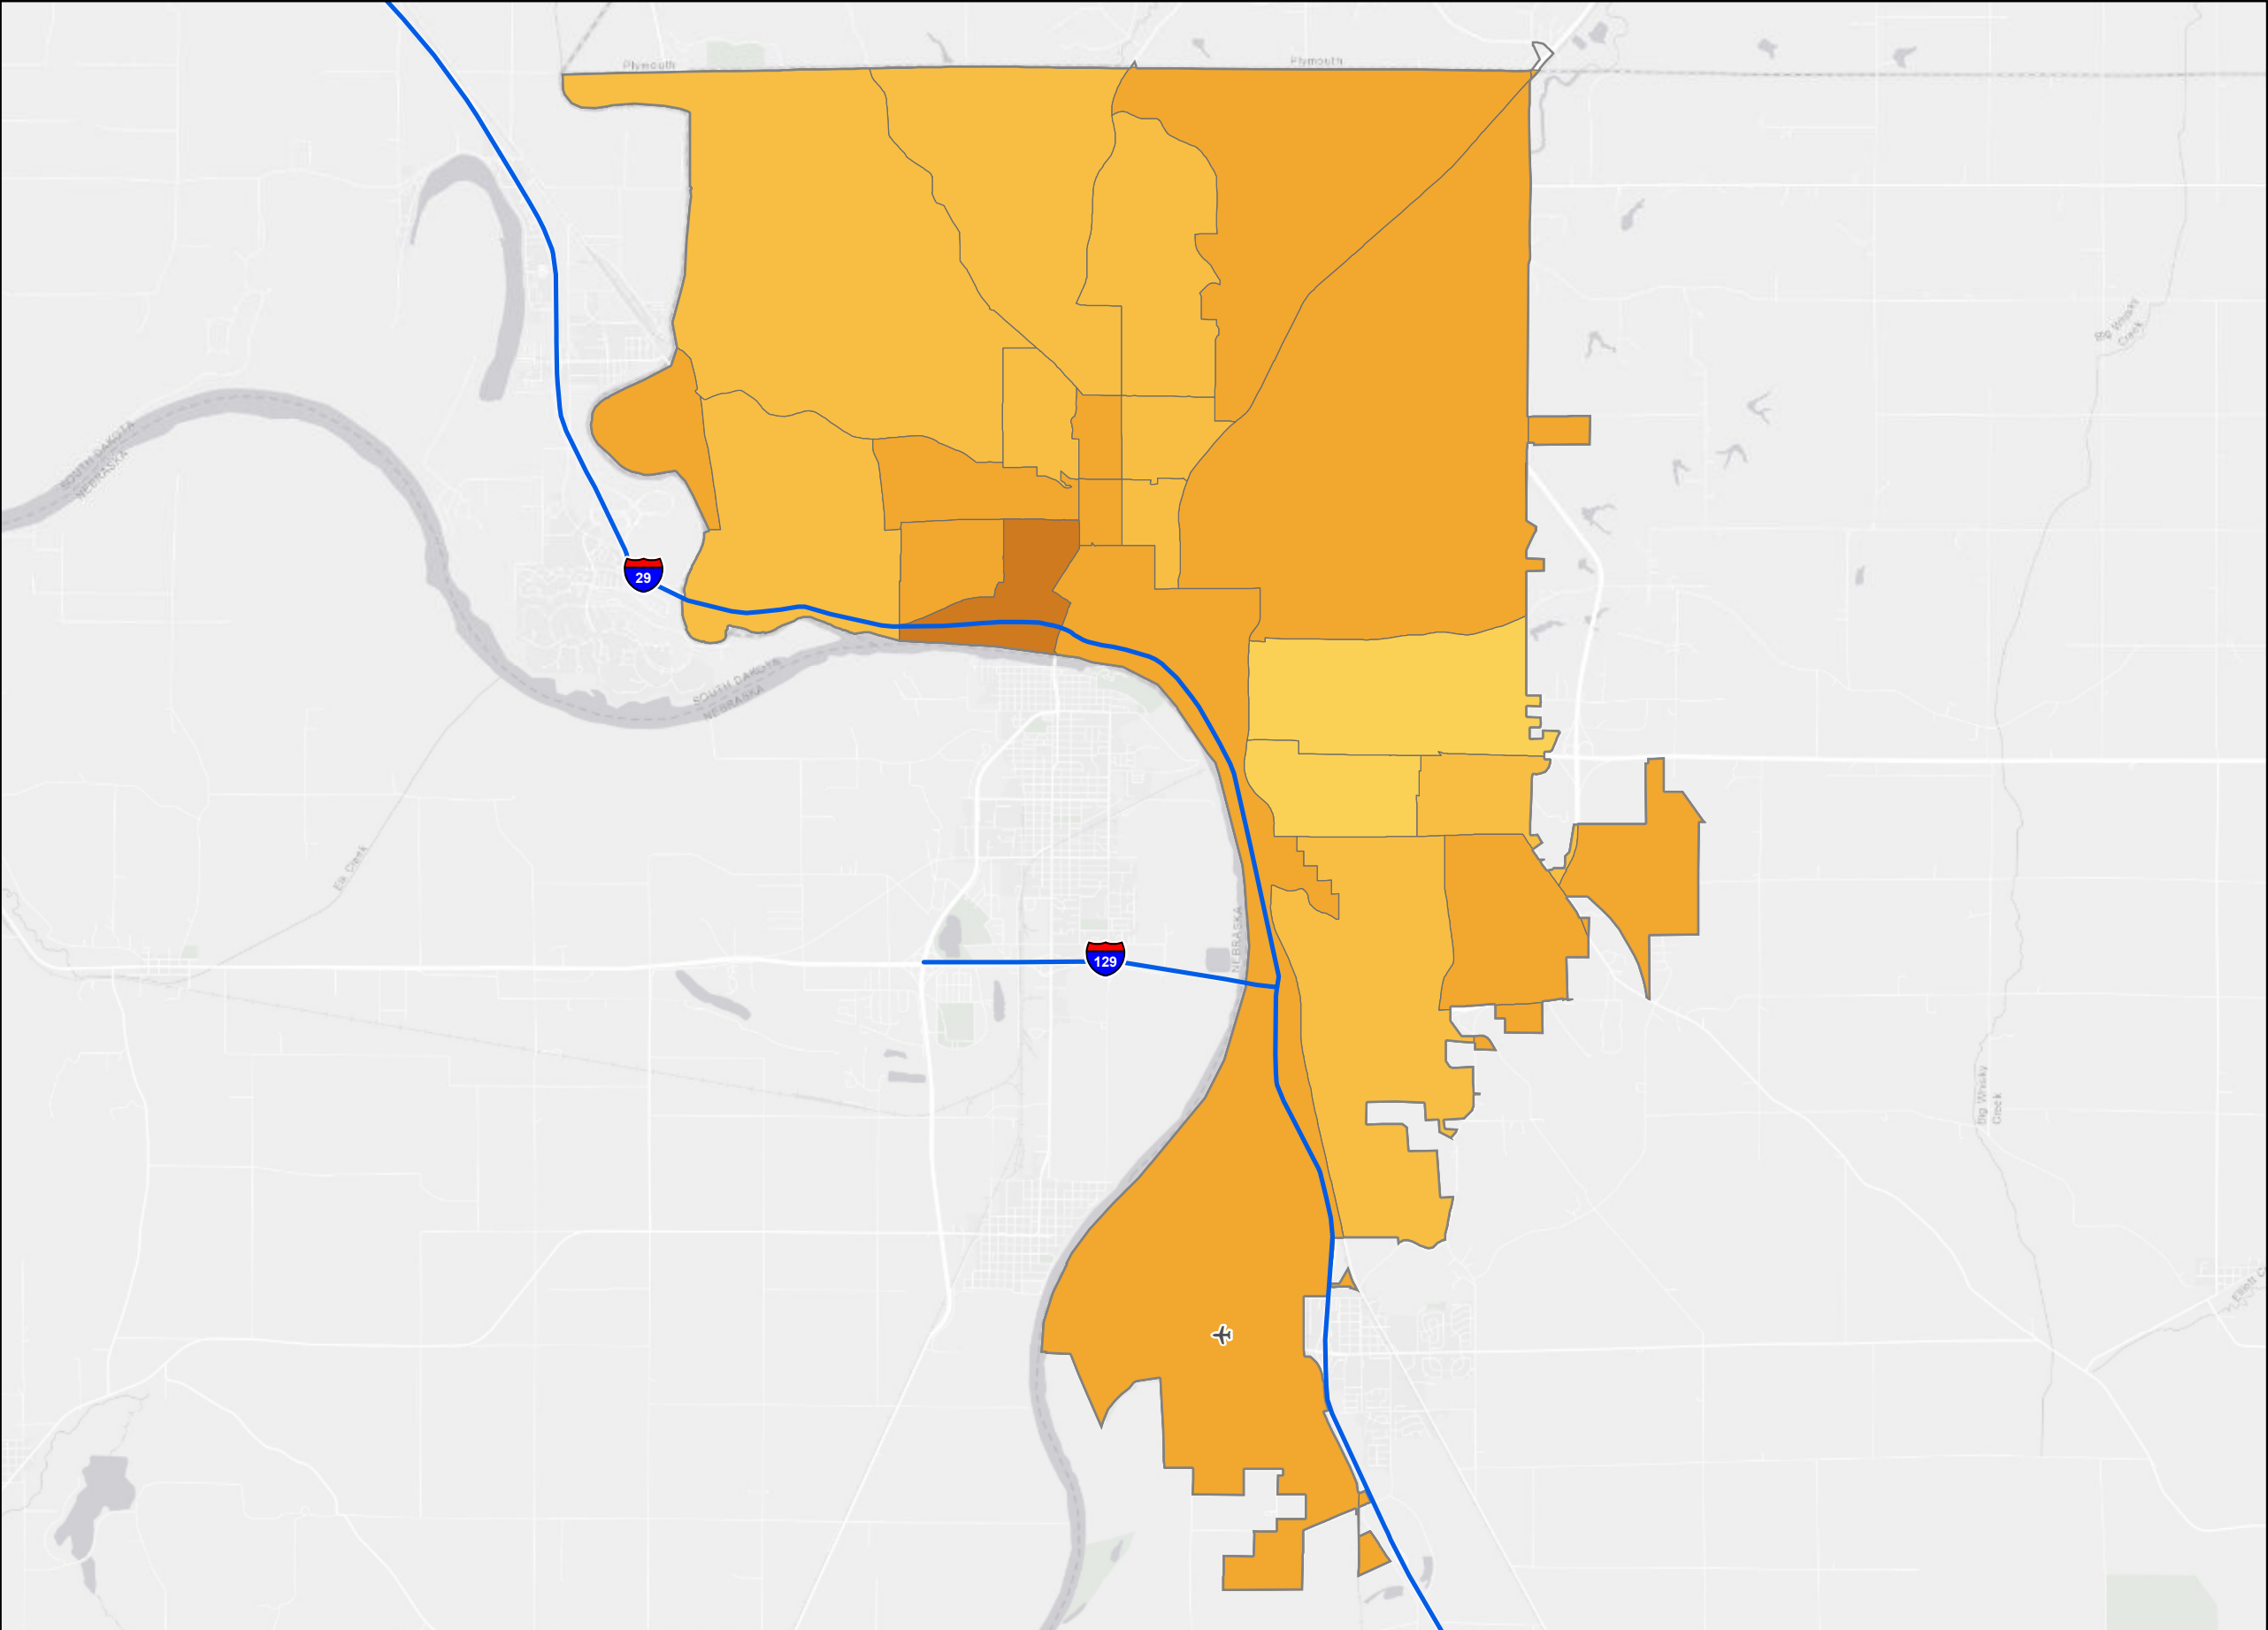 Plymouth
Plymouth
Big Whisky
Creek
SOUTH DAKOTA
NEBRASKA
29
SOUTH DAKOTA
NEBRASKA
Elk Creek
NEBRASKA
129
Big Whisky
Creek
Elliott